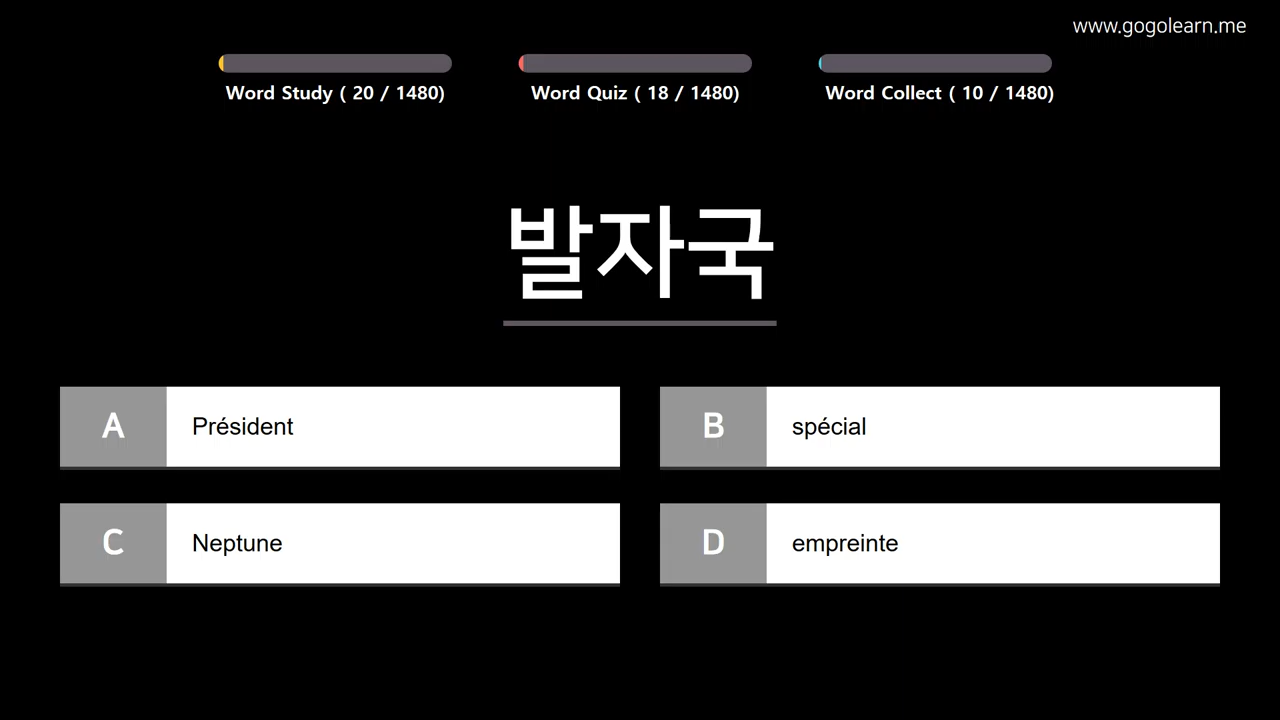 www.gogolearn.me
Word Study ( 20 / 1480)
Word Quiz ( 18 / 1480)
Word Collect ( 10 / 1480)
발자국
A Président
B spécial
C Neptune
D empreinte